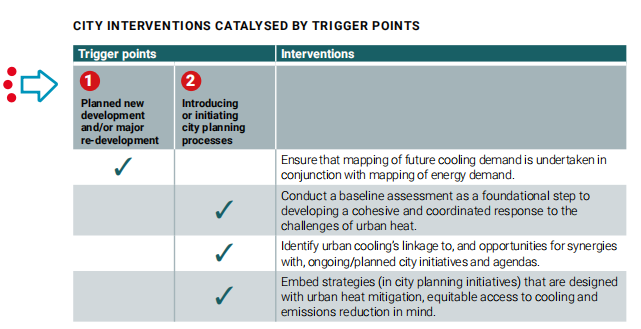 CITY INTERVENTIONS CATALYSED BY TRIGGER POINTS
Trigger points
Interventions
1
Planned new
development
and/or major
re-development
2
Introducing
or initiating
city planning
processes
Ensure that mapping of future cooling demand is undertaken in
conjunction with mapping of energy demand.
Conduct a baseline assessment as a foundational step to
developing a cohesive and coordinated response to the
challenges of urban heat.
Identify urban cooling's linkage to, and opportunities for synergies
with, ongoing/planned city initiatives and agendas.
Embed strategies (in city planning initiatives) that are designed
with urban heat mitigation, equitable access to cooling and
emissions reduction in mind.